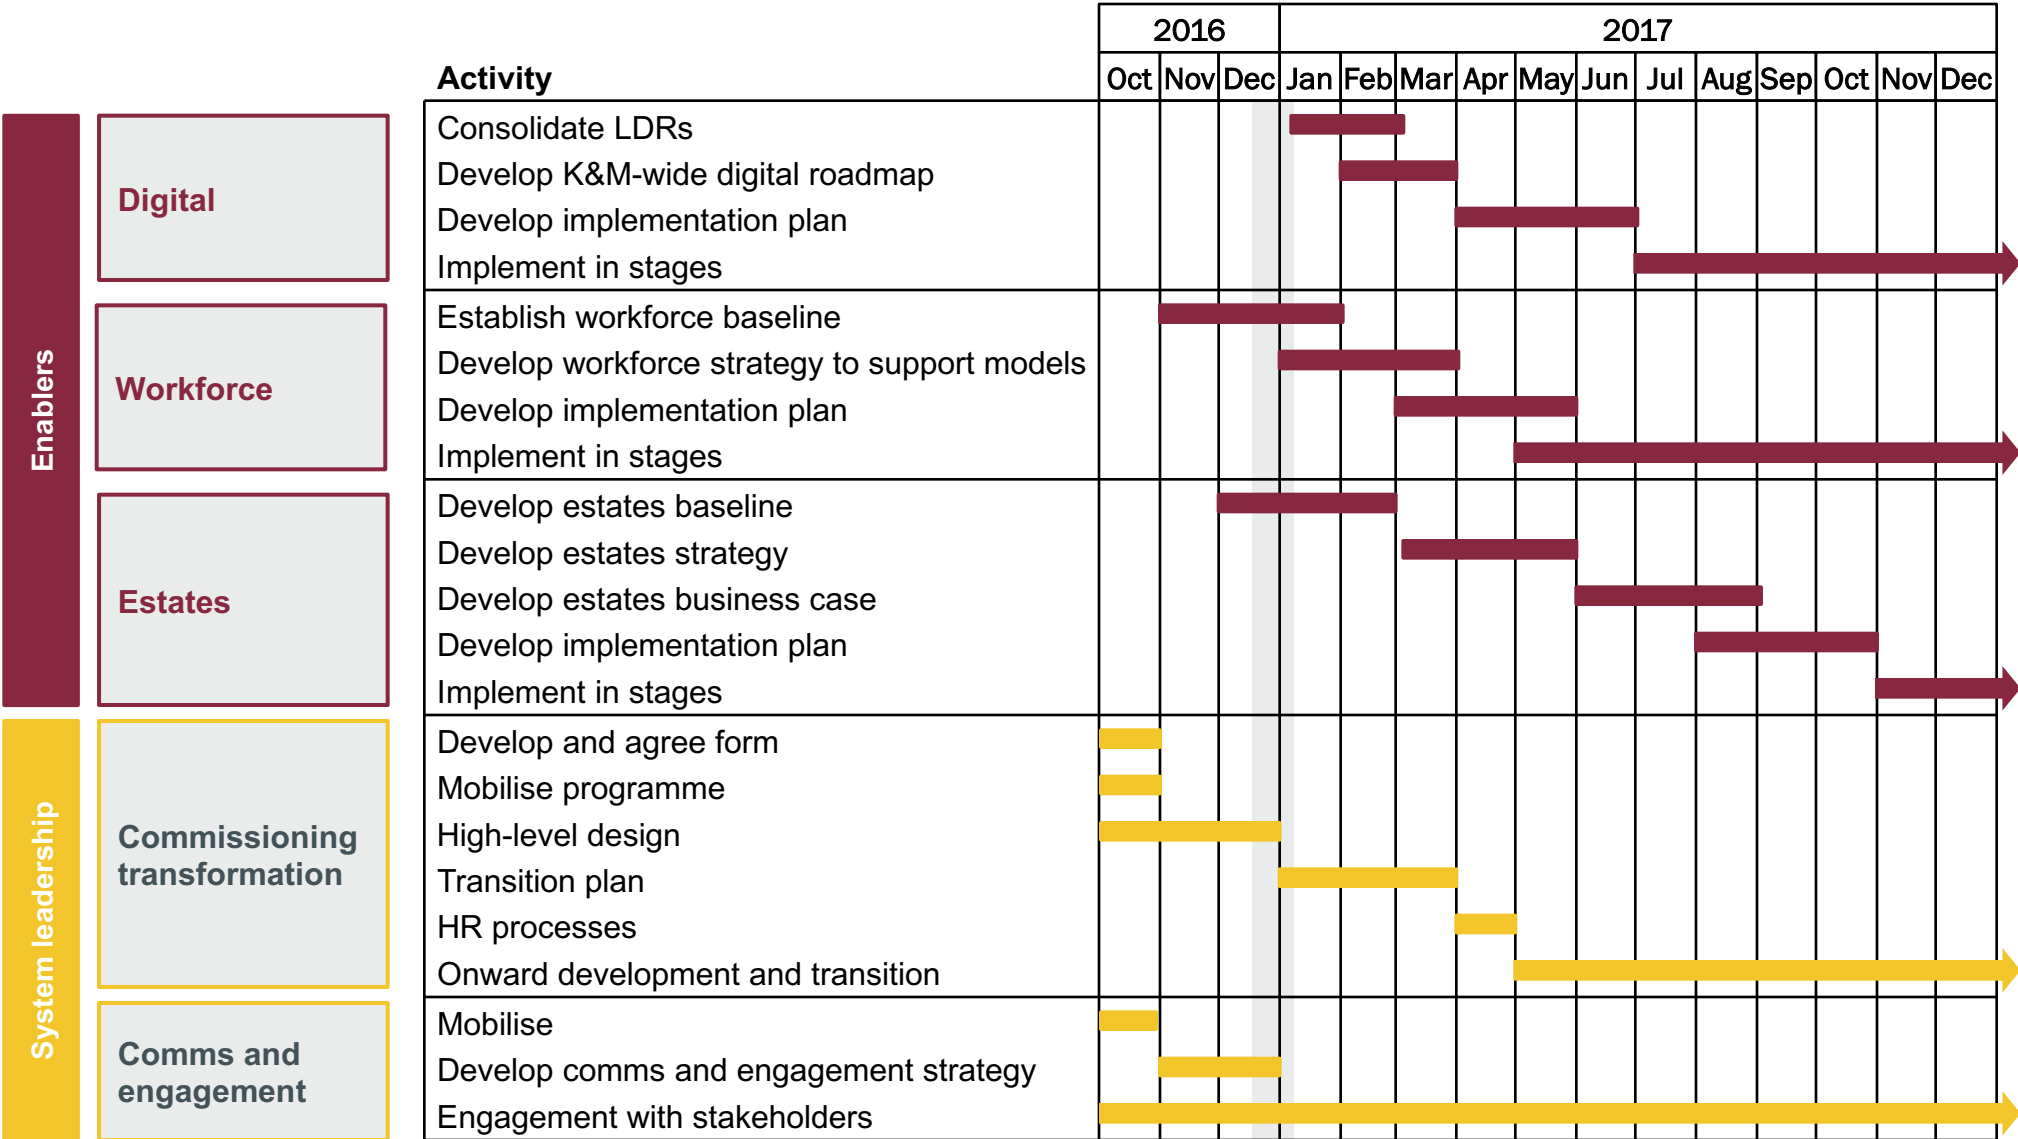 2016
2017
Activity
Oct Nov Dec Jan Feb Mar Apr May Jun Jul Aug Sep Oct Nov Dec
Enablers
Digital
Consolidate LDRs
Develop K&M-wide digital roadmap
Develop implementation plan
Implement in stages
Workforce
Establish workforce baseline
Develop workforce strategy to support models
Develop implementation plan
Implement in stages
Estates
Develop estates baseline
Develop estates strategy
Develop estates business case
Develop implementation plan
Implement in stages
System leadership
Commissioning
transformation
Develop and agree form
Mobilise programme
High-level design
Transition plan
HR processes
Onward development and transition
Comms and
engagement
Mobilise
Develop comms and engagement strategy
Engagement with stakeholders